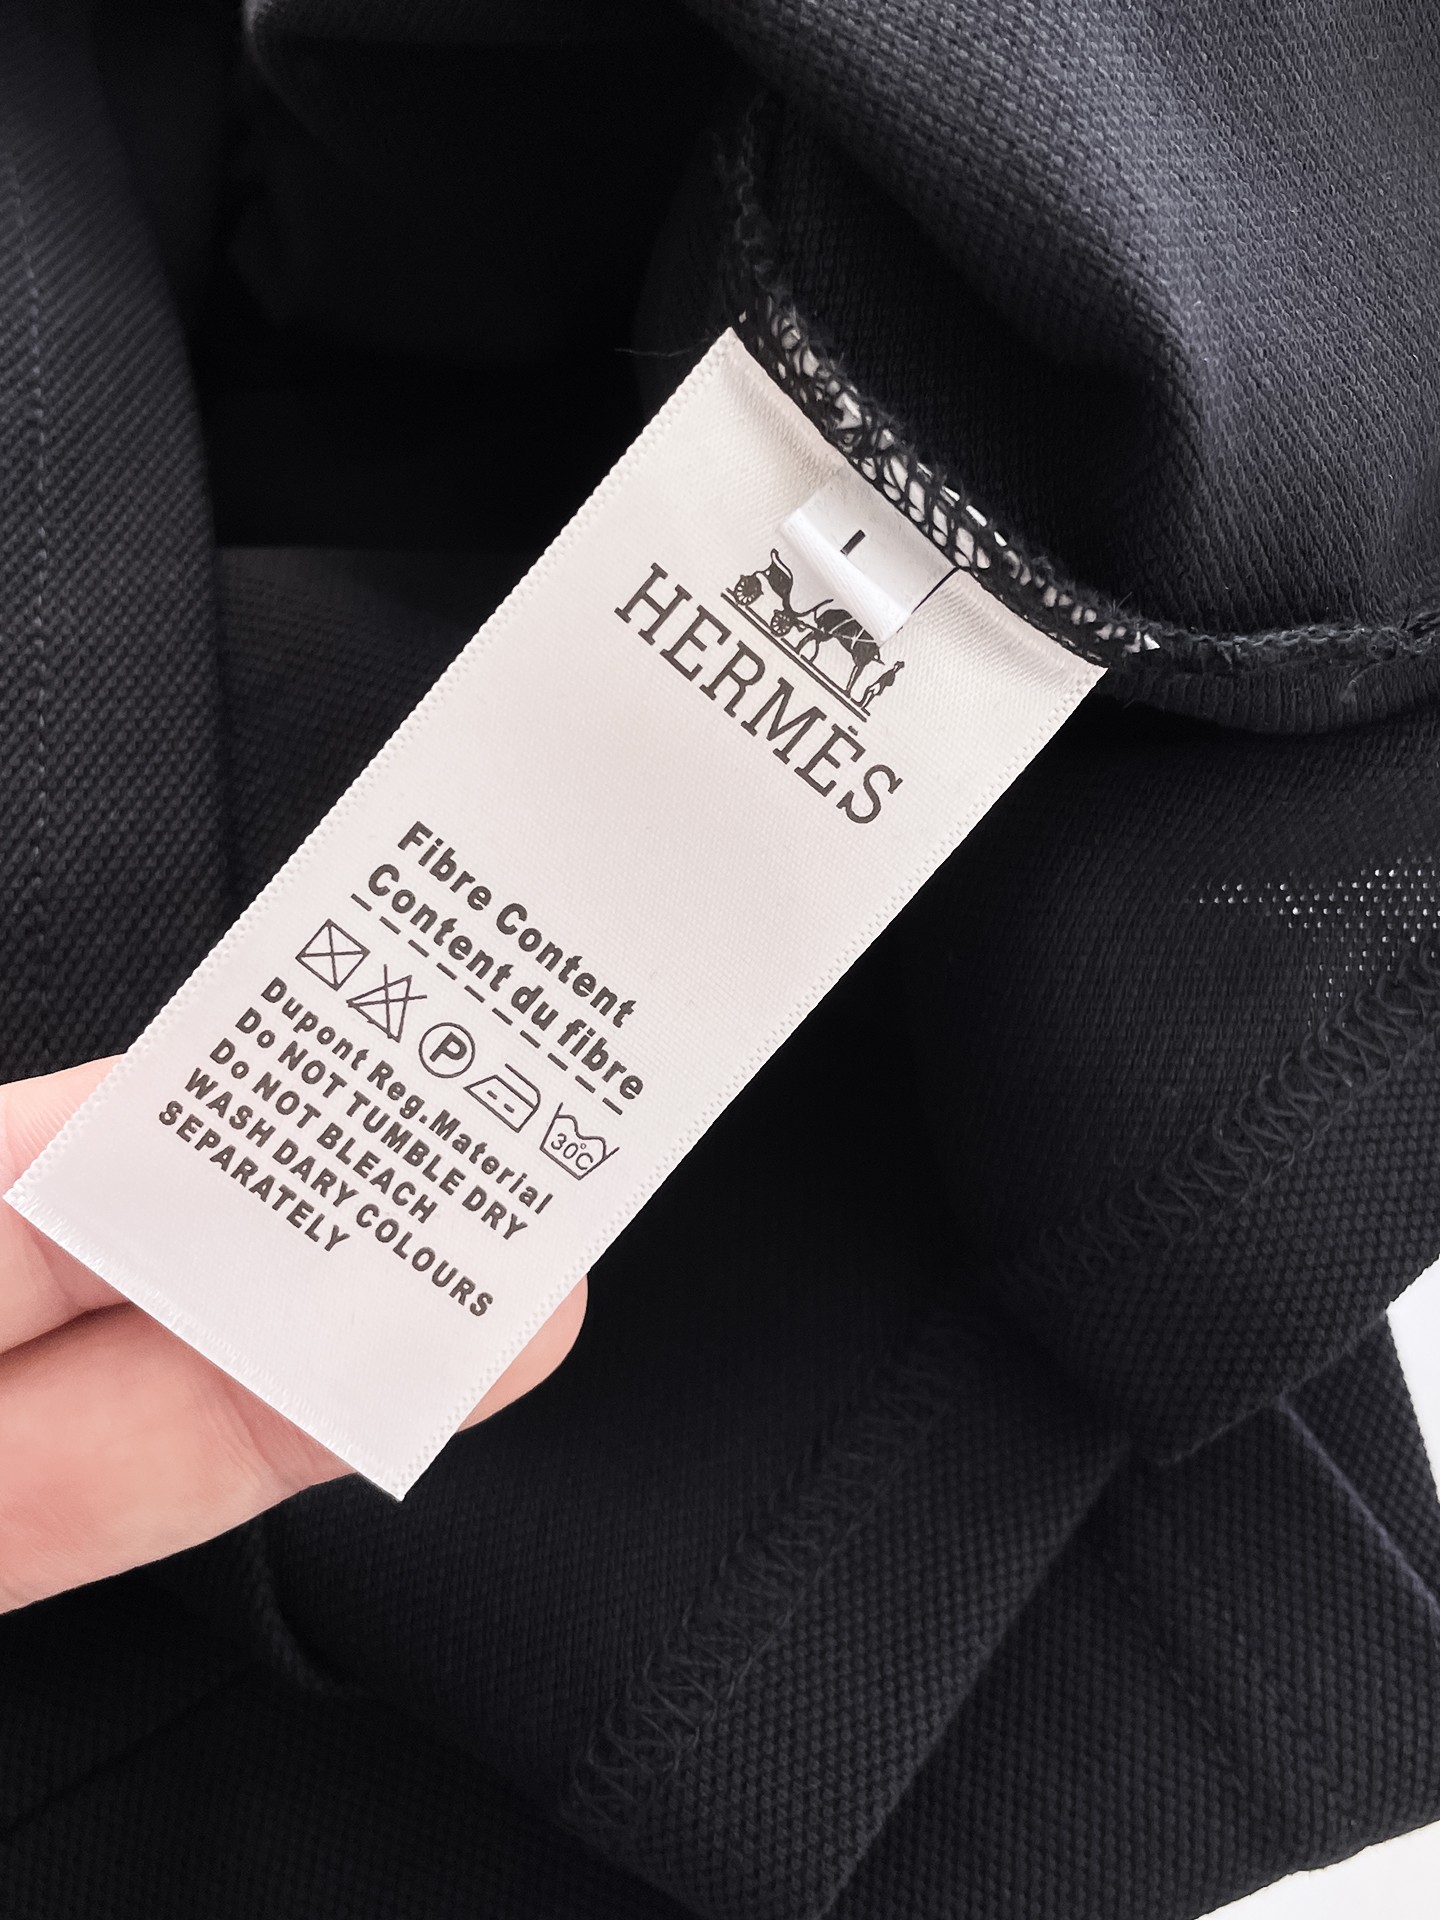 HERMÈS
Fibre Content
Content du fibre
P
30°C
Dupont Reg.Material
Do NOT TUMBLE DRY
Do NOT BLEACH
WASH DARY COLOURS
SEPARATELY